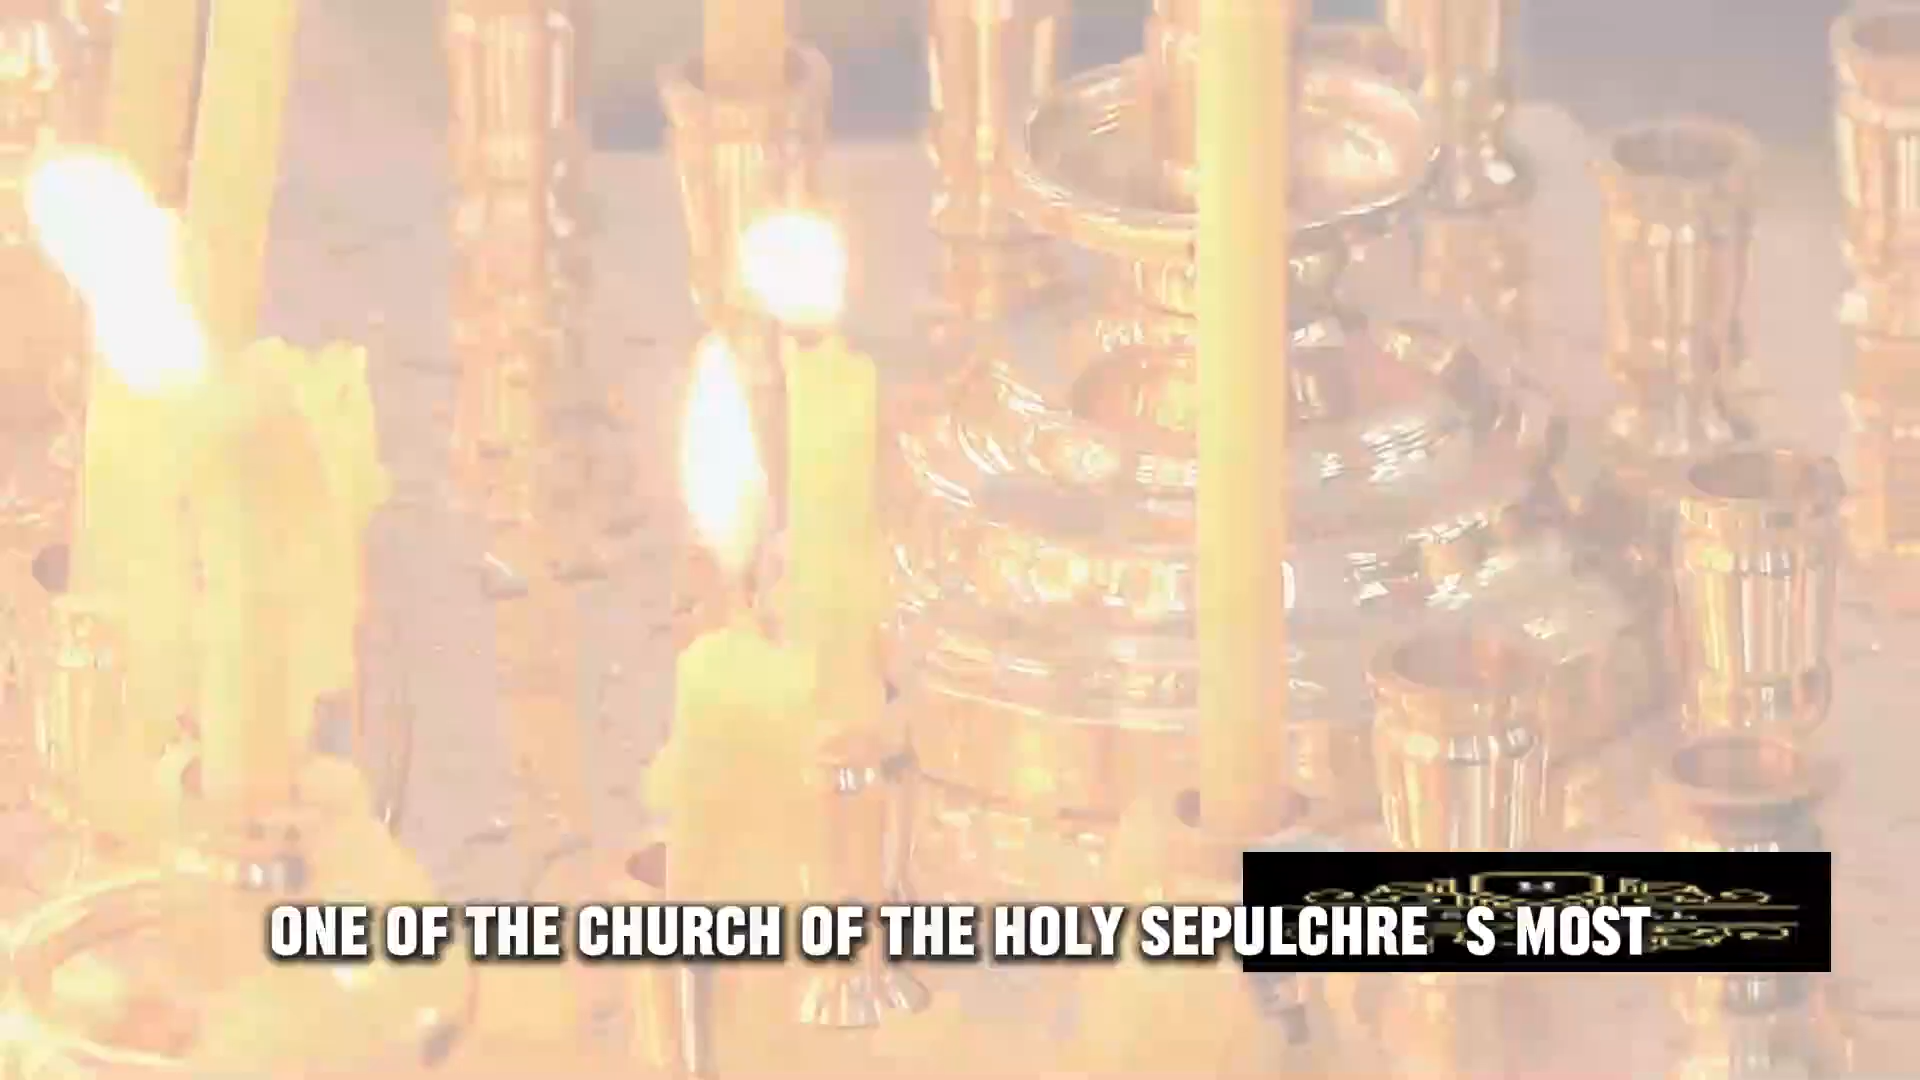 ONE OF THE CHURCH OF THE HOLY SEPULCHRE S MOST